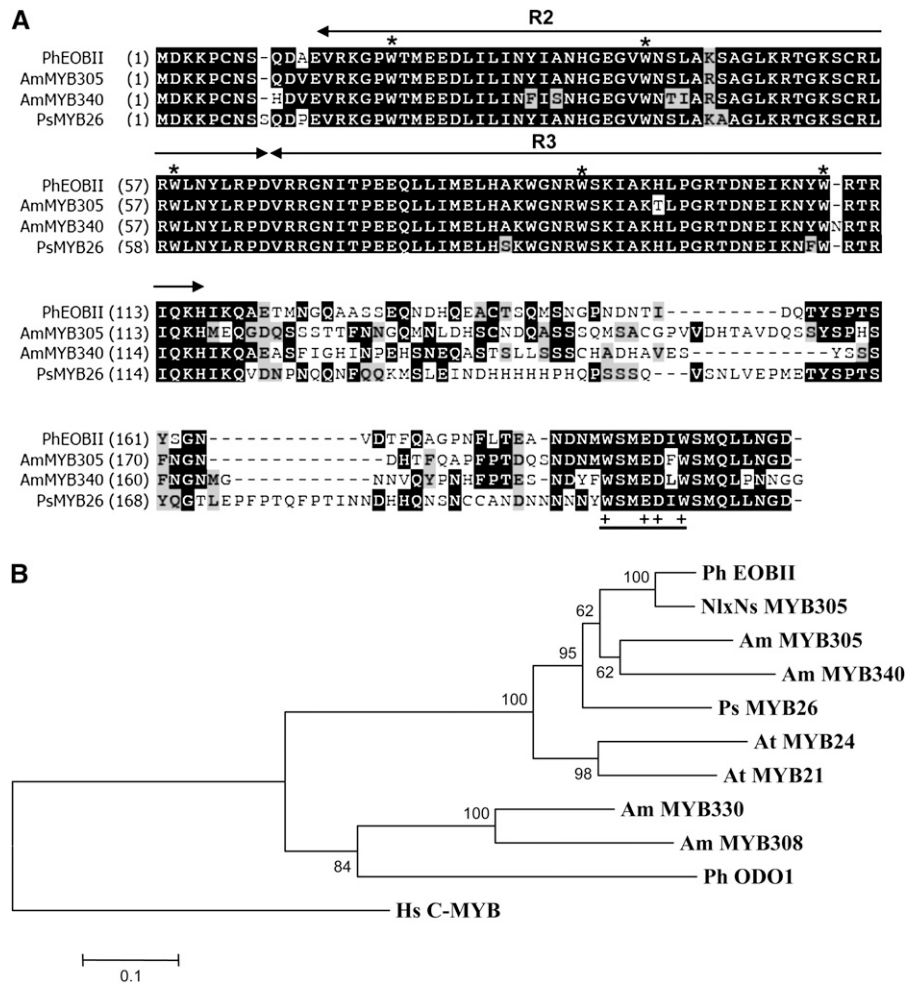 A
R2
* *
PhEOBII (1) MDKKPCNS-QDAEVRKGPWTMEEDLILINYIANHGEGVWNSLAKSAGLKRTGKSCRL
AmMYB305 (1) MDKKPCNS-QDVEVRKGPWTMEEDLILINYIANHGEGVWNSLARSAGLKRTGKSCRL
AmMYB340 (1) MDKKPCNS-HDVEVRKGPWTMEEDLILINFISNHGEGVWNTIARSAGLKRTGKSCRL
PsMYB26 (1) MDKKPCNSSQDPEVRKGPWTMEEDLILINYIANHGEGVWNSLAKAAGLKRTGKSCRL
R3
* * *
PhEOBII (57) RWLNYLRPDVRRGNITPEEQLLIMELHAKWGNRWSKIAKHLPGRTDNEIKNYW-RTR
AmMYB305 (57) RWLNYLRPDVRRGNITPEEQLLIMELHAKWGNRWSKIAKTLPGRTDNEIKNYW-RTR
AmMYB340 (57) RWLNYLRPDVRRGNITPEEQLLIMELHAKWGNRWSKIAKHLPGRTDNEIKNYWNRTR
PsMYB26 (58) RWLNYLRPDVRRGNITPEEQLLIMELHSKWGNRWSKIAKHLPGRTDNEIKNFW-RTR
PhEOBII (113) IQKHIKQAETMNGQAASSEQNDHQEACTSQMSNGPNDNTI-------DQTYSPTS
AmMYB305 (113) IQKHMEQGDQSSSTTFNNGQMNLDHSCNDQASSSQMSACGPVVDHTAVDQSSYSPHS
AmMYB340 (114) IQKHIKQAEASFIGHINPEHSNEQASTSLLSSSCHADHAVES-----------YSSS
PsMYB26 (114) IQKHIKQVDNPNQQNFQQKMSLEINDHHHHHPHQPSSSQ---VSNLVEPMETYSPTS
PhEOBII (161) YSGN------------VDTFQAGPNFLTEA-NDNMWSMEDIWSMQLLNGD-
AmMYB305 (170) FNGN--------------DHTFQAPFPTDQSNDNMWSMEDFWSMQLLNGD-
AmMYB340 (160) FNGNMG------------NNVQYPNHFPTES-NDYFWSMEDLWSMQLPNNGG
PsMYB26 (168) YQGTLEPFPTQFPTINNDHHQNSNCCANDNNNNNYWSMEDIWSMQLLNGD-
+ ++ +
B
100
Ph EOBII
NlxNs MYB305
62
Am MYB305
95
62
Am MYB340
100
Ps MYB26
At MYB24
98
At MYB21
100
Am MYB330
Am MYB308
84
Ph ODO1
Hs C-MYB
0.1